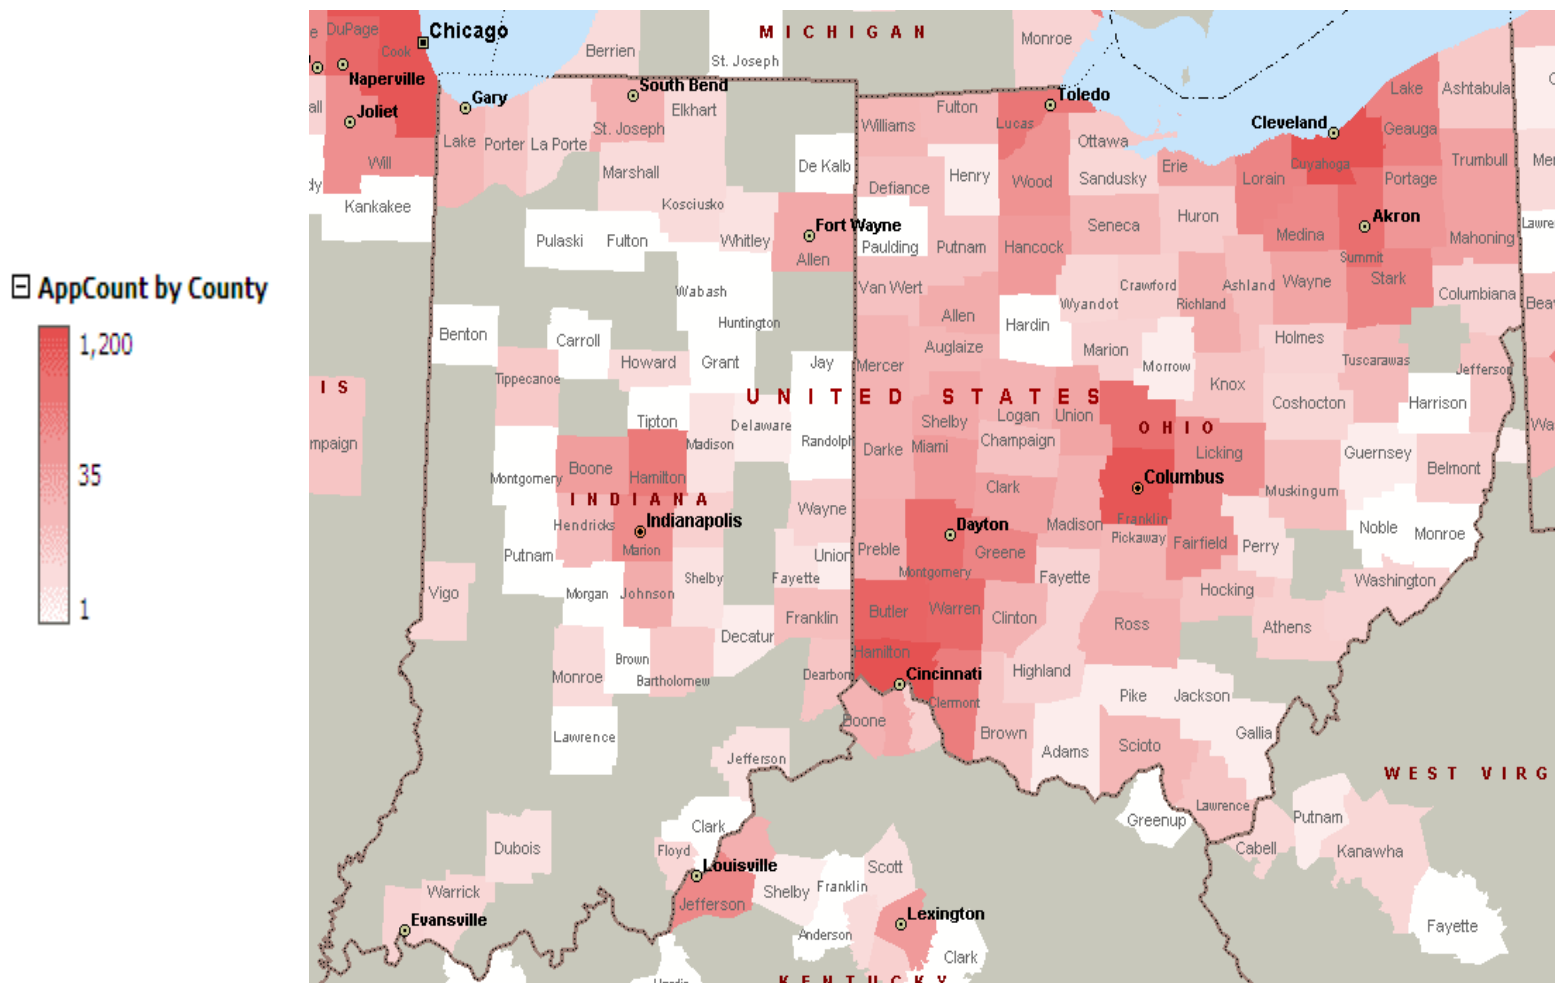 AppCount by County
1,200
35
1
DuPage
Cook
Chicago
Naperville
Joliet
Will
Kankakee
Berrien
St. Joseph
MICHIGAN
Monroe
Gary
South Bend
Elkhart
Lake
Porter
La Porte
St. Joseph
Marshall
Kosciusko
De Kalb
Fort Wayne
Whitley
Allen
Pulaski
Fulton
Wabash
Huntington
Benton
Carroll
Howard
Grant
Jay
Tippecanoe
Tipton
Madison
Delaware
Randolph
Montgomery
Boone
Hamilton
INDIANA
Hendricks
Indianapolis
Marion
Wayne
Putnam
Union
Morgan
Johnson
Shelby
Fayette
Franklin
Vigo
Decatur
Brown
Monroe
Bartholomew
Dearborn
Lawrence
Jefferson
Dubois
Warrick
Evansville
Clark
Floyd
Louisville
Jefferson
IS
UNITED STATES
Toledo
Williams
Fulton
Lucas
Ottawa
Defiance
Henry
Wood
Sandusky
Erie
Paulding
Putnam
Hancock
Seneca
Huron
Lorain
Cleveland
Cuyahoga
Lake
Ashtabula
Geauga
Trumbull
Portage
Akron
Medina
Summit
Mahoning
Van Wert
Allen
Hardin
Wyandot
Crawford
Richland
Ashland
Wayne
Stark
Columbiana
Mercer
Auglaize
Marion
Morrow
Holmes
Tuscarawas
Jefferson
Knox
Coshocton
Harrison
Shelby
Logan
Union
OHIO
Darke
Miami
Champaign
Licking
Guernsey
Belmont
Clark
Columbus
Franklin
Muskingum
Dayton
Madison
Noble
Monroe
Preble
Greene
Pickaway
Fairfield
Perry
Montgomery
Fayette
Hocking
Washington
Butler
Warren
Clinton
Ross
Athens
Hamilton
Cincinnati
Highland
Clermont
Pike
Jackson
Boone
Brown
Adams
Scioto
Gallia
Lawrence
Greenup
Cabell
Putnam
Kanawha
Fayette
WEST VIRG
Shelby
Franklin
Scott
Lexington
Anderson
Clark
KENTUCKY